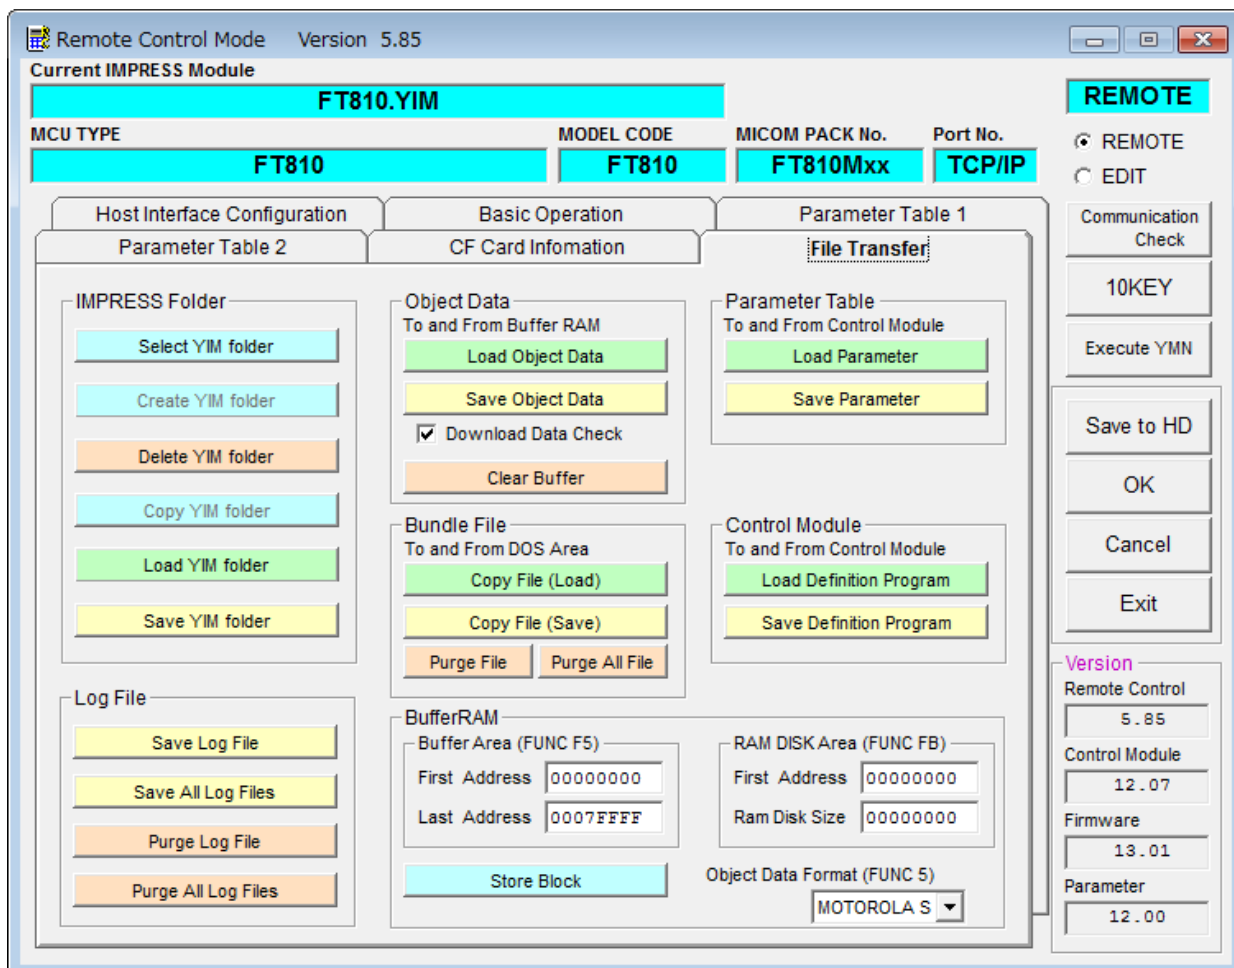 Remote Control Mode Version 5.85
Current IMPRESS Module
FT810.YIM
REMOTE
MCU TYPE
MODEL CODE
MICOM PACK No.
Port No.
FT810
FT810
FT810Mxx
TCP/IP
REMOTE
EDIT
Host Interface Configuration
Basic Operation
Parameter Table 1
Parameter Table 2
CF Card Infomation
File Transfer
Communication
Check
10KEY
Execute YMN
Save to HD
OK
Cancel
Exit
IMPRESS Folder
Select YIM folder
Create YIM folder
Delete YIM folder
Copy YIM folder
Load YIM folder
Save YIM folder
Log File
Save Log File
Save All Log Files
Purge Log File
Purge All Log Files
Object Data
To and From Buffer RAM
Load Object Data
Save Object Data
Download Data Check
Clear Buffer
Bundle File
To and From DOS Area
Copy File (Load)
Copy File (Save)
Purge File
Purge All File
Parameter Table
To and From Control Module
Load Parameter
Save Parameter
Control Module
To and From Control Module
Load Definition Program
Save Definition Program
BufferRAM
Buffer Area (FUNC F5)
First Address 00000000
Last Address 0007FFFF
Store Block
RAM DISK Area (FUNC FB)
First Address 00000000
Ram Disk Size 00000000
Object Data Format (FUNC 5)
MOTOROLA S
Version
Remote Control
5.85
Control Module
12.07
Firmware
13.01
Parameter
12.00